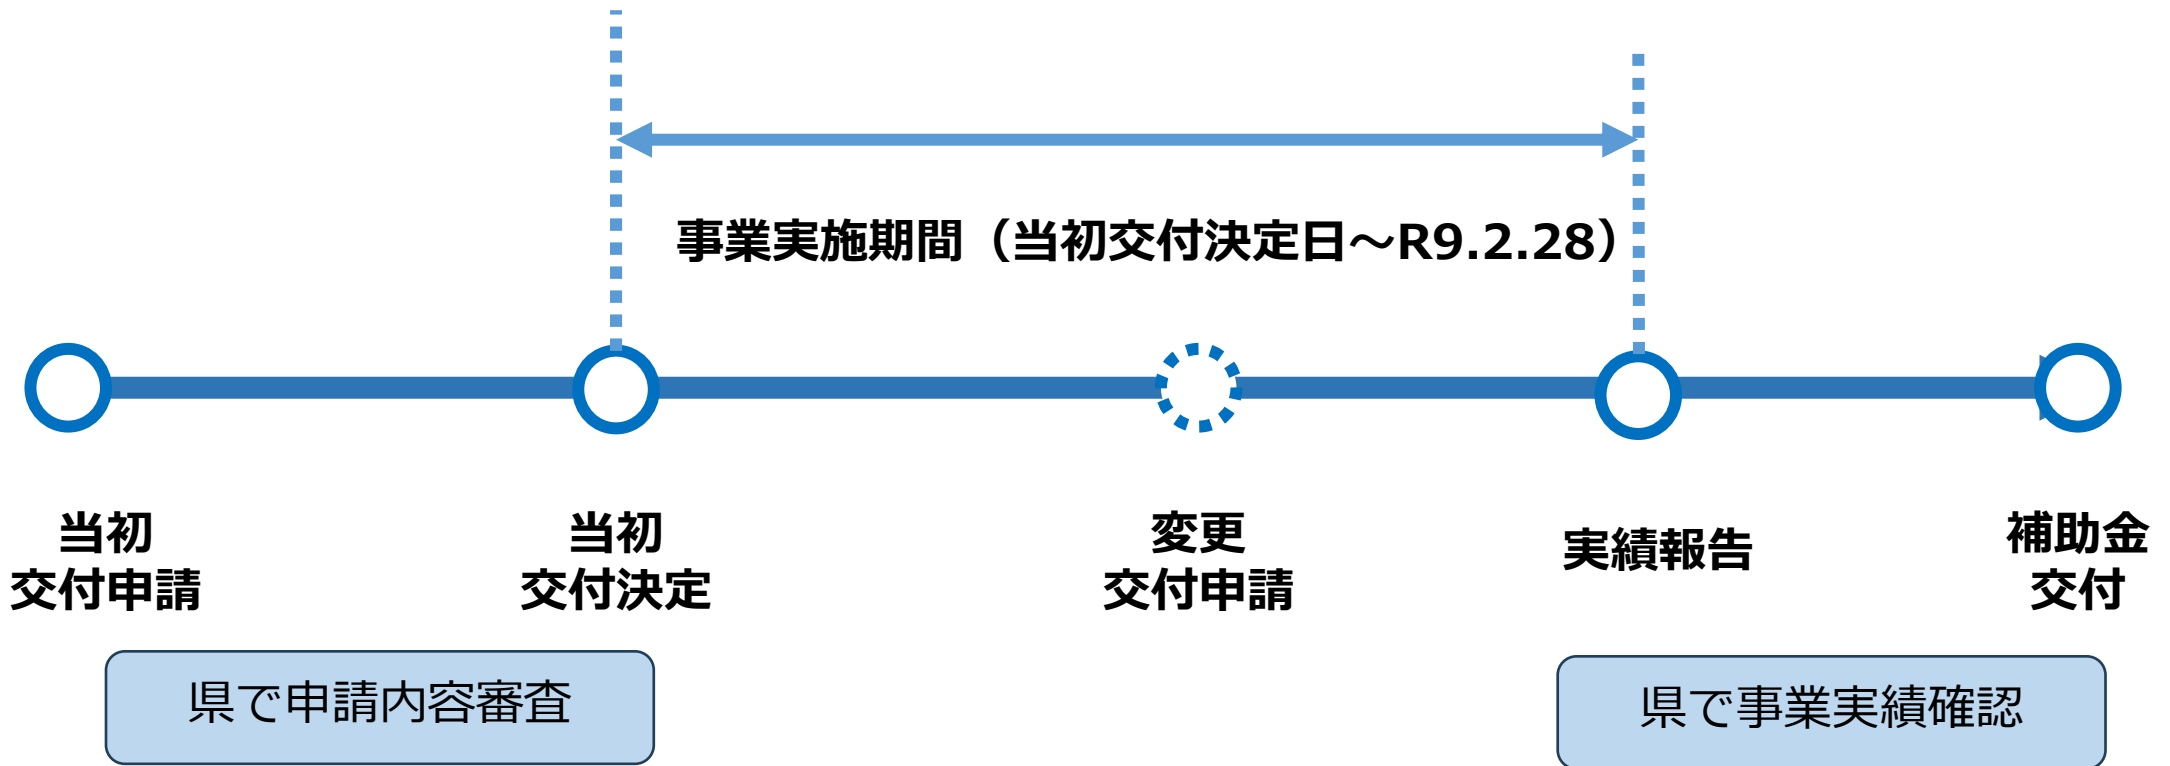 事業実施期間（当初交付決定日～R9.2.28）
当初
交付申請
当初
交付決定
変更
交付申請
実績報告
補助金
交付
県で申請内容審査
県で事業実績確認